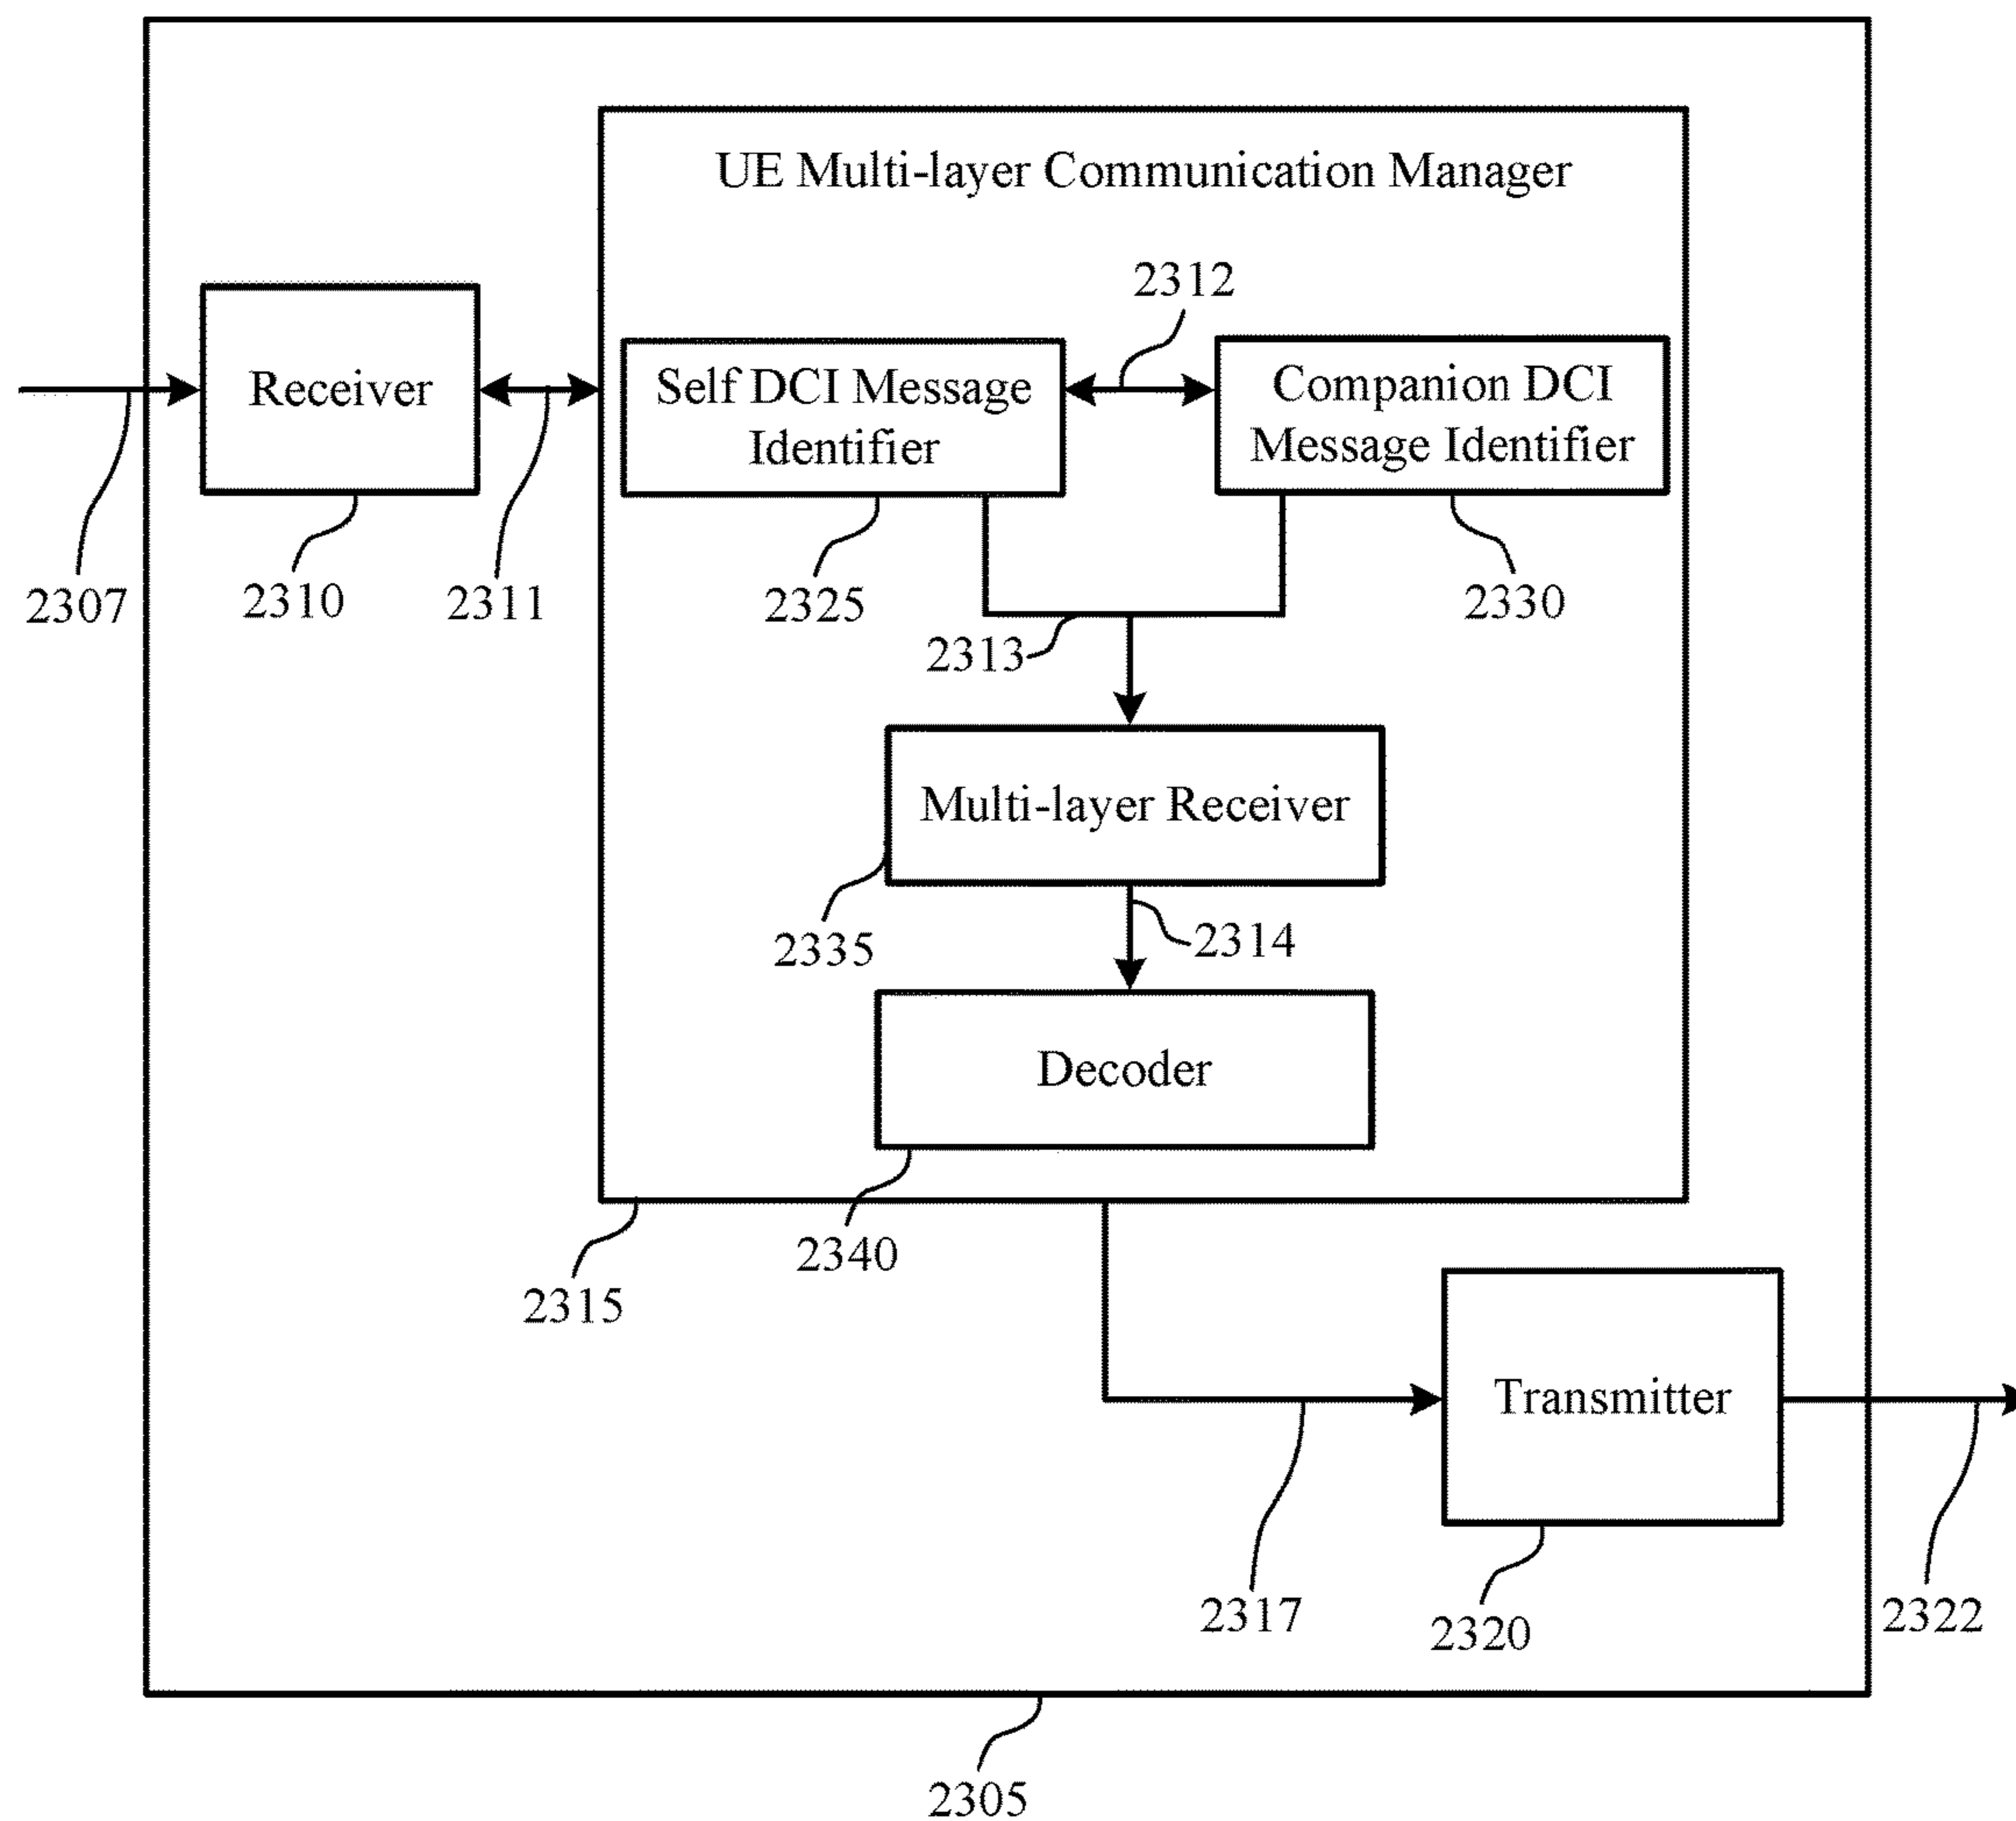 UE Multi-layer Communication Manager
2312
Receiver
Self DCI Message
Identifier
Companion DCI
Message Identifier
2307
2310
2311
2325
2330
2313
Multi-layer Receiver
2335
2314
Decoder
2340
2315
Transmitter
2317
2320
2322
2305